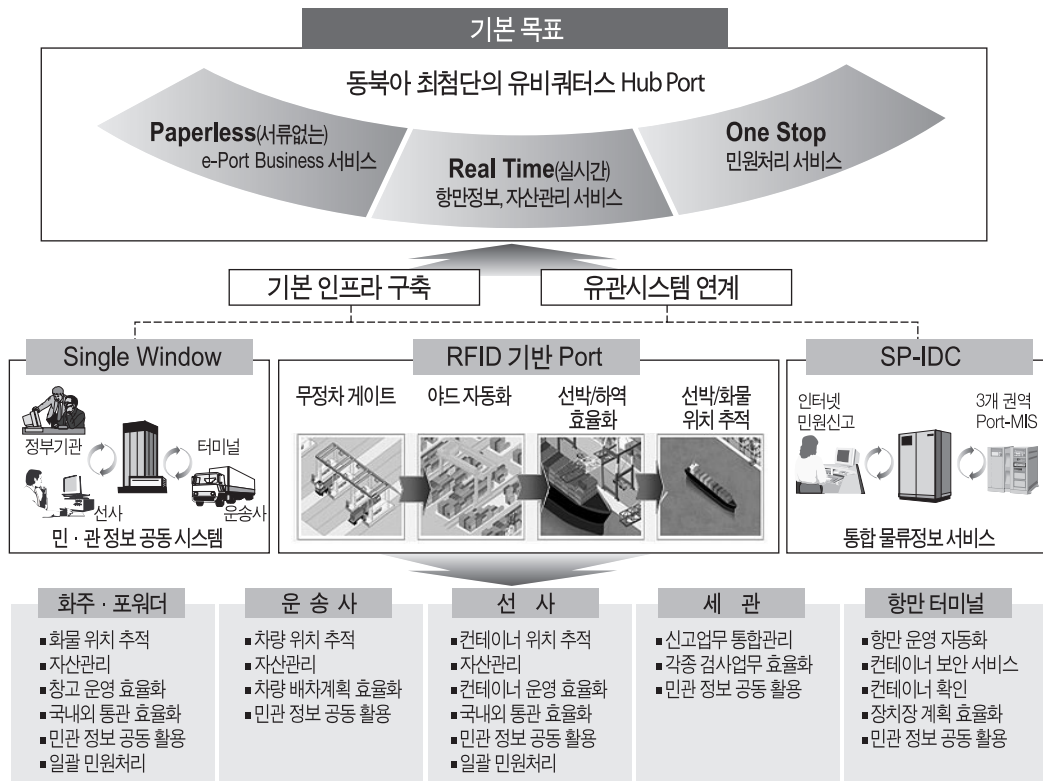 기본 목표
동북아 최첨단의 유비쿼터스 Hub Port
Paperless(서류없는)
e-Port Business 서비스
Real Time(실시간)
항만정보, 자산관리 서비스
One Stop
민원처리 서비스
기본 인프라 구축
유관시스템 연계
Single Window
정부기관
터미널
선사
운송사
민·관 정보 공동 시스템
RFID 기반 Port
무정차 게이트
야드 자동화
선박/하역
효율화
선박/화물
위치 추적
SP-IDC
인터넷
민원신고
3개 권역
Port-MIS
통합 물류정보 서비스
화주·포워더
▪화물 위치 추적
▪자산관리
▪창고 운영 효율화
▪국내외 통관 효율화
▪민관 정보 공동 활용
▪일괄 민원처리
운 송 사
▪차량 위치 추적
▪자산관리
▪차량 배차계획 효율화
▪민관 정보 공동 활용
선 사
▪컨테이너 위치 추적
▪자산관리
▪컨테이너 운영 효율화
▪국내외 통관 효율화
▪민관 정보 공동 활용
▪일괄 민원처리
세 관
▪신고업무 통합관리
▪각종 검사업무 효율화
▪민관 정보 공동 활용
항만 터미널
▪항만 운영 자동화
▪컨테이너 보안 서비스
▪컨테이너 확인
▪장치장 계획 효율화
▪민관 정보 공동 활용